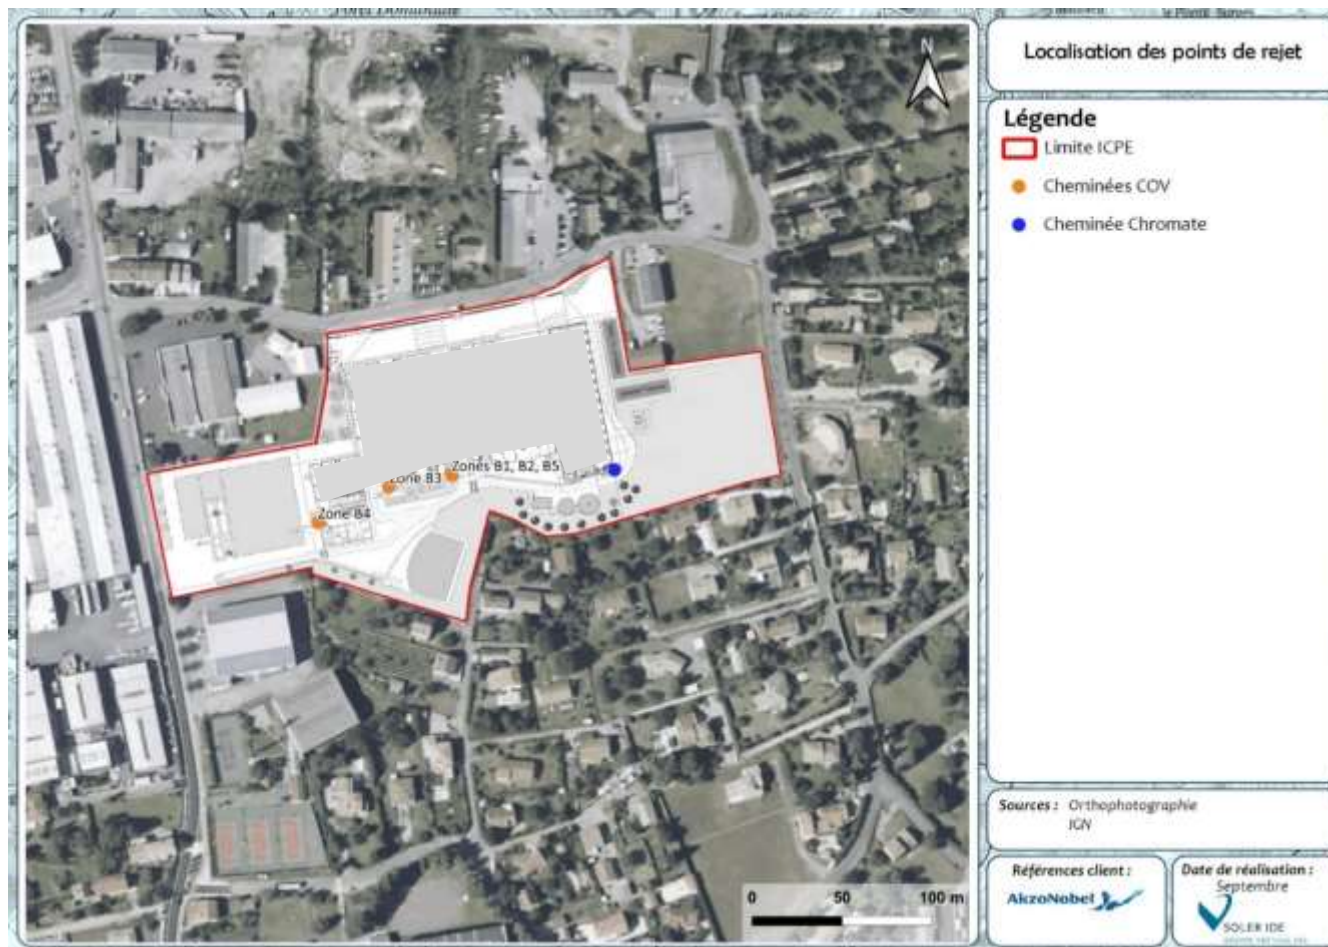 Localisation des points de rejet
N
Légende
Limite ICPE
Cheminées COV
Cheminée Chromate
Zones B1, B2, B5
Zone B3
Zone B4
Sources : Orthophotographie
IGN
Références client :
AkzoNobel
Date de réalisation :
Septembre
SOLER IDE
0 50 100 m